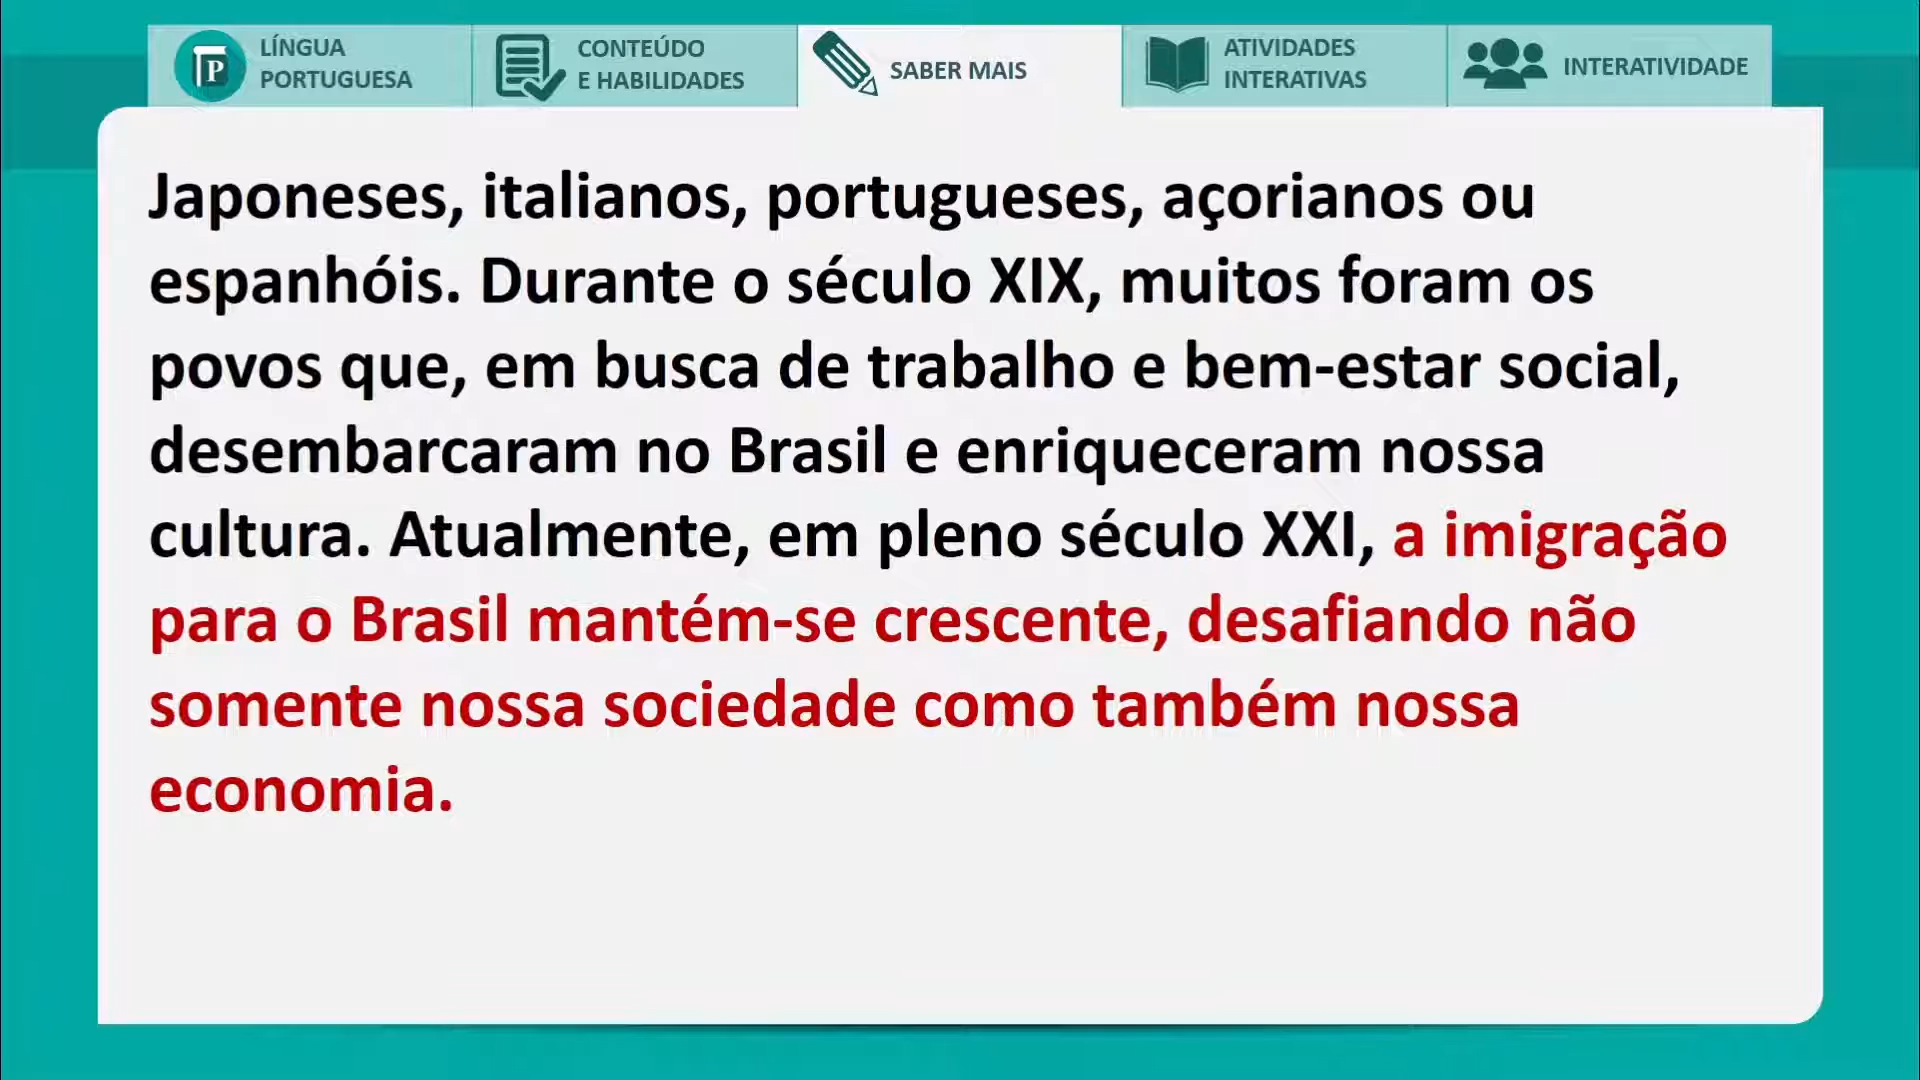 LÍNGUA
PORTUGUESA
CONTEÚDO
E HABILIDADES
SABER MAIS
ATIVIDADES
INTERATIVAS
INTERATIVIDADE
P
Japoneses, italianos, portugueses, açorianos ou
espanhóis. Durante o século XIX, muitos foram os
povos que, em busca de trabalho e bem-estar social,
desembarcaram no Brasil e enriqueceram nossa
cultura. Atualmente, em pleno século XXI, a imigração
para o Brasil mantém-se crescente, desafiando não
somente nossa sociedade como também nossa
economia.